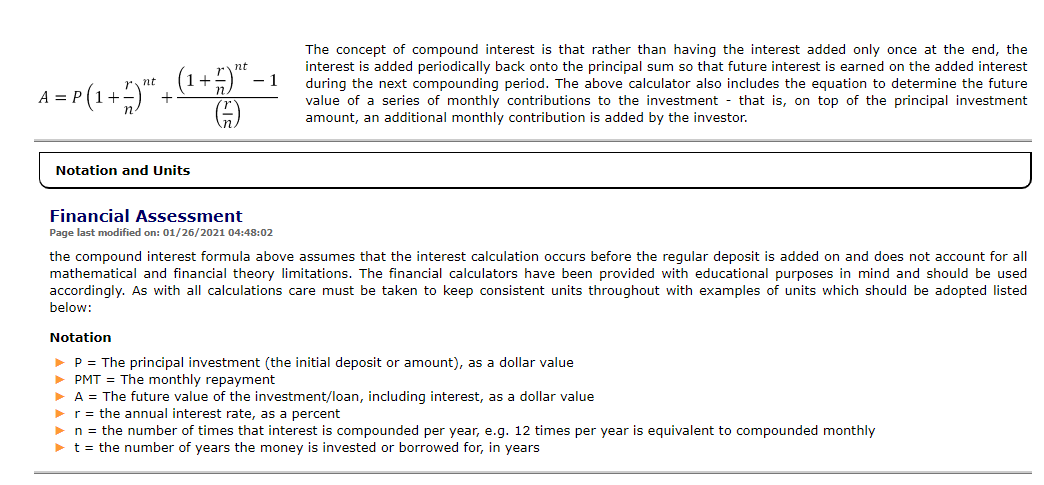 A = P(1 + r/n)^nt + ((1 + r/n)^nt − 1)/(r/n)
The concept of compound interest is that rather than having the interest added only once at the end, the
interest is added periodically back onto the principal sum so that future interest is earned on the added interest
during the next compounding period. The above calculator also includes the equation to determine the future
value of a series of monthly contributions to the investment - that is, on top of the principal investment
amount, an additional monthly contribution is added by the investor.
Notation and Units
Financial Assessment
Page last modified on: 01/26/2021 04:48:02
the compound interest formula above assumes that the interest calculation occurs before the regular deposit is added on and does not account for all
mathematical and financial theory limitations. The financial calculators have been provided with educational purposes in mind and should be used
accordingly. As with all calculations care must be taken to keep consistent units throughout with examples of units which should be adopted listed
below:
Notation
P = The principal investment (the initial deposit or amount), as a dollar value
PMT = The monthly repayment
A = The future value of the investment/loan, including interest, as a dollar value
r = the annual interest rate, as a percent
n = the number of times that interest is compounded per year, e.g. 12 times per year is equivalent to compounded monthly
t = the number of years the money is invested or borrowed for, in years